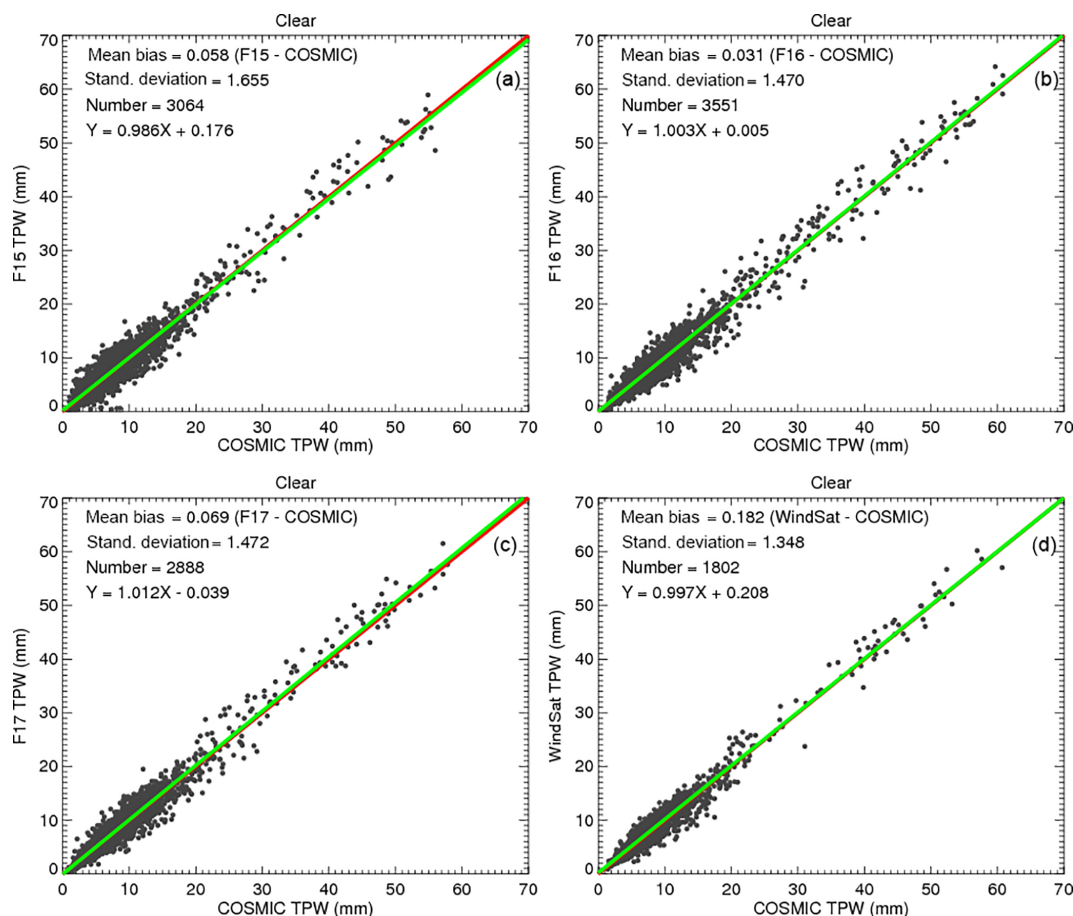 Clear
Mean bias = 0.058 (F15 - COSMIC)
Stand. deviation = 1.655
Number = 3064
Y = 0.986X + 0.176
(a)
70
60
50
40
30
20
10
0
F15 TPW (mm)
0 10 20 30 40 50 60 70
COSMIC TPW (mm)
Clear
Mean bias = 0.031 (F16 - COSMIC)
Stand. deviation = 1.470
Number = 3551
Y = 1.003X + 0.005
(b)
70
60
50
40
30
20
10
0
F16 TPW (mm)
0 10 20 30 40 50 60 70
COSMIC TPW (mm)
Clear
Mean bias = 0.069 (F17 - COSMIC)
Stand. deviation = 1.472
Number = 2888
Y = 1.012X - 0.039
(c)
70
60
50
40
30
20
10
0
F17 TPW (mm)
0 10 20 30 40 50 60 70
COSMIC TPW (mm)
Clear
Mean bias = 0.182 (WindSat - COSMIC)
Stand. deviation = 1.348
Number = 1802
Y = 0.997X + 0.208
(d)
70
60
50
40
30
20
10
0
WindSat TPW (mm)
0 10 20 30 40 50 60 70
COSMIC TPW (mm)